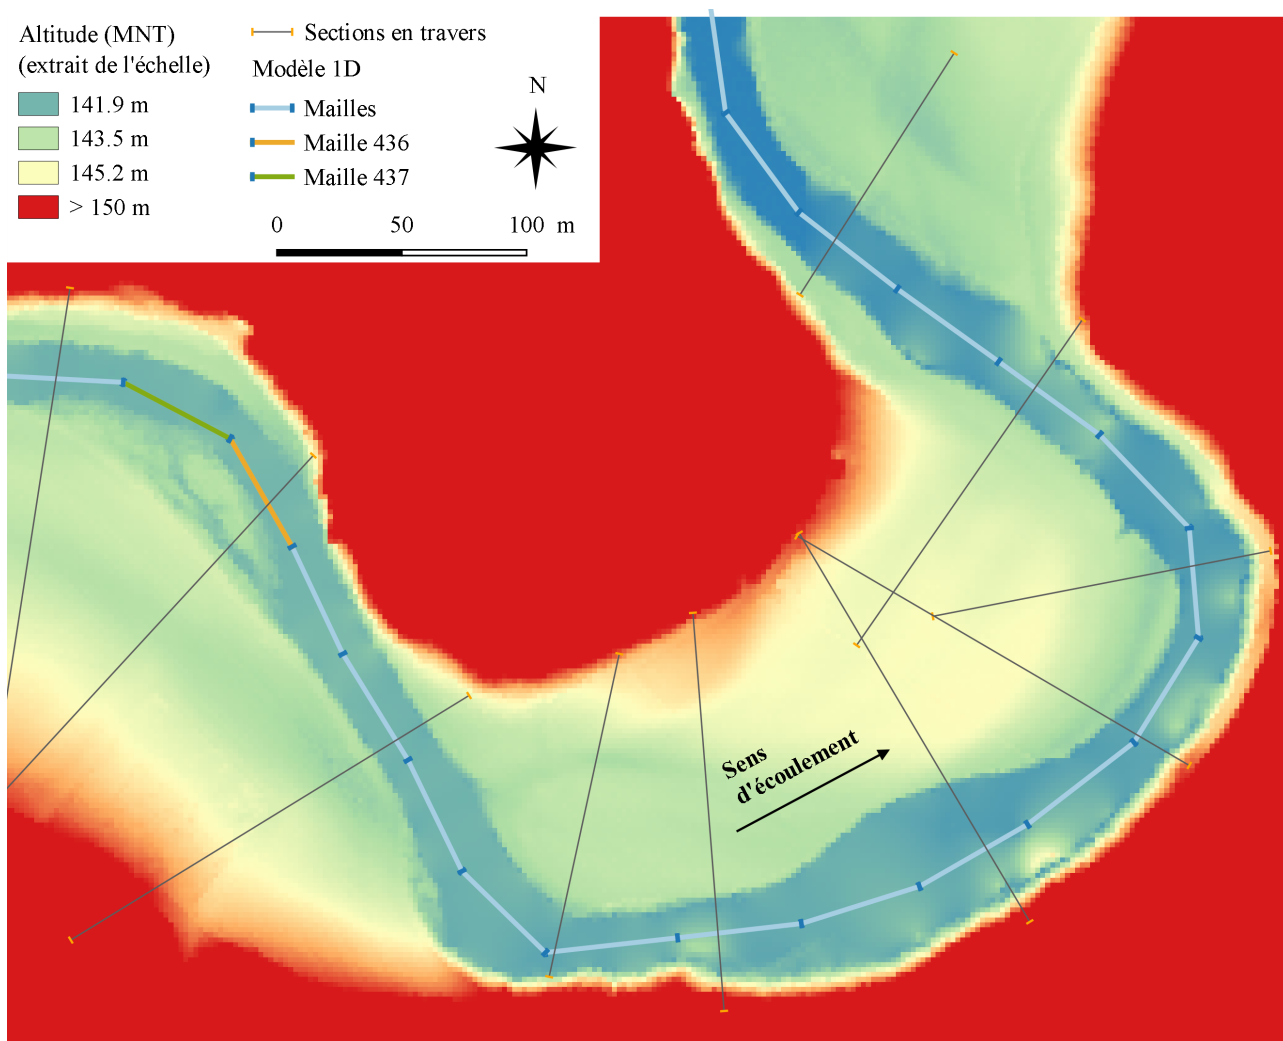 Altitude (MNT)
(extrait de l'échelle)
141.9 m
143.5 m
145.2 m
> 150 m
Sections en travers
Modèle 1D
Mailles
Maille 436
Maille 437
N
0 50 100 m
Sens
d'écoulement